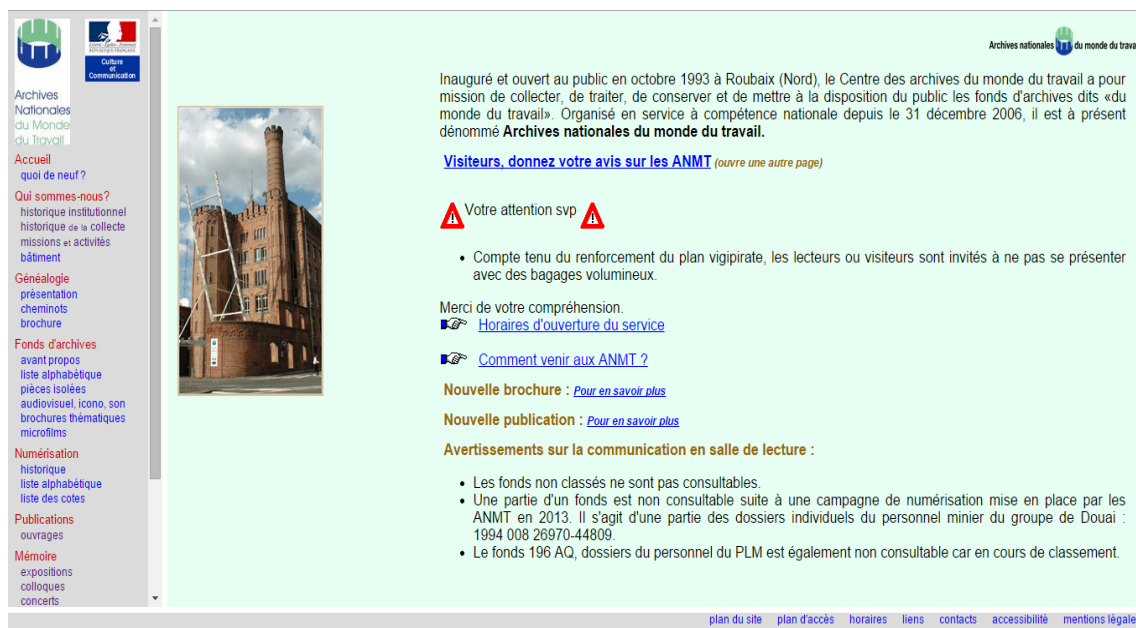 Liberté • Égalité • Fraternité
RÉPUBLIQUE FRANÇAISE
Culture
et
Communication
Archives
Nationales
du Monde
du Travail
Accueil
quoi de neuf ?
Qui sommes-nous?
historique institutionnel
historique de la collecte
missions et activités
bâtiment
Généalogie
présentation
cheminots
brochure
Fonds d'archives
avant propos
liste alphabétique
pièces isolées
audiovisuel, icono, son
brochures thématiques
microfilms
Numérisation
historique
liste alphabétique
liste des cotes
Publications
ouvrages
Mémoire
expositions
colloques
concerts
Archives nationales du monde du trava
Inauguré et ouvert au public en octobre 1993 à Roubaix (Nord), le Centre des archives du monde du travail a pour
mission de collecter, de traiter, de conserver et de mettre à la disposition du public les fonds d'archives dits «du
monde du travail». Organisé en service à compétence nationale depuis le 31 décembre 2006, il est à présent
dénommé Archives nationales du monde du travail.
Visiteurs, donnez votre avis sur les ANMT (ouvre une autre page)
Votre attention svp
• Compte tenu du renforcement du plan vigipirate, les lecteurs ou visiteurs sont invités à ne pas se présenter
avec des bagages volumineux.
Merci de votre compréhension.
Horaires d'ouverture du service
Comment venir aux ANMT ?
Nouvelle brochure : Pour en savoir plus
Nouvelle publication : Pour en savoir plus
Avertissements sur la communication en salle de lecture :
• Les fonds non classés ne sont pas consultables.
• Une partie d'un fonds est non consultable suite à une campagne de numérisation mise en place par les
ANMT en 2013. Il s'agit d'une partie des dossiers individuels du personnel minier du groupe de Douai :
1994 008 26970-44809.
• Le fonds 196 AQ, dossiers du personnel du PLM est également non consultable car en cours de classement.
plan du site plan d'accès horaires liens contacts accessibilité mentions légale